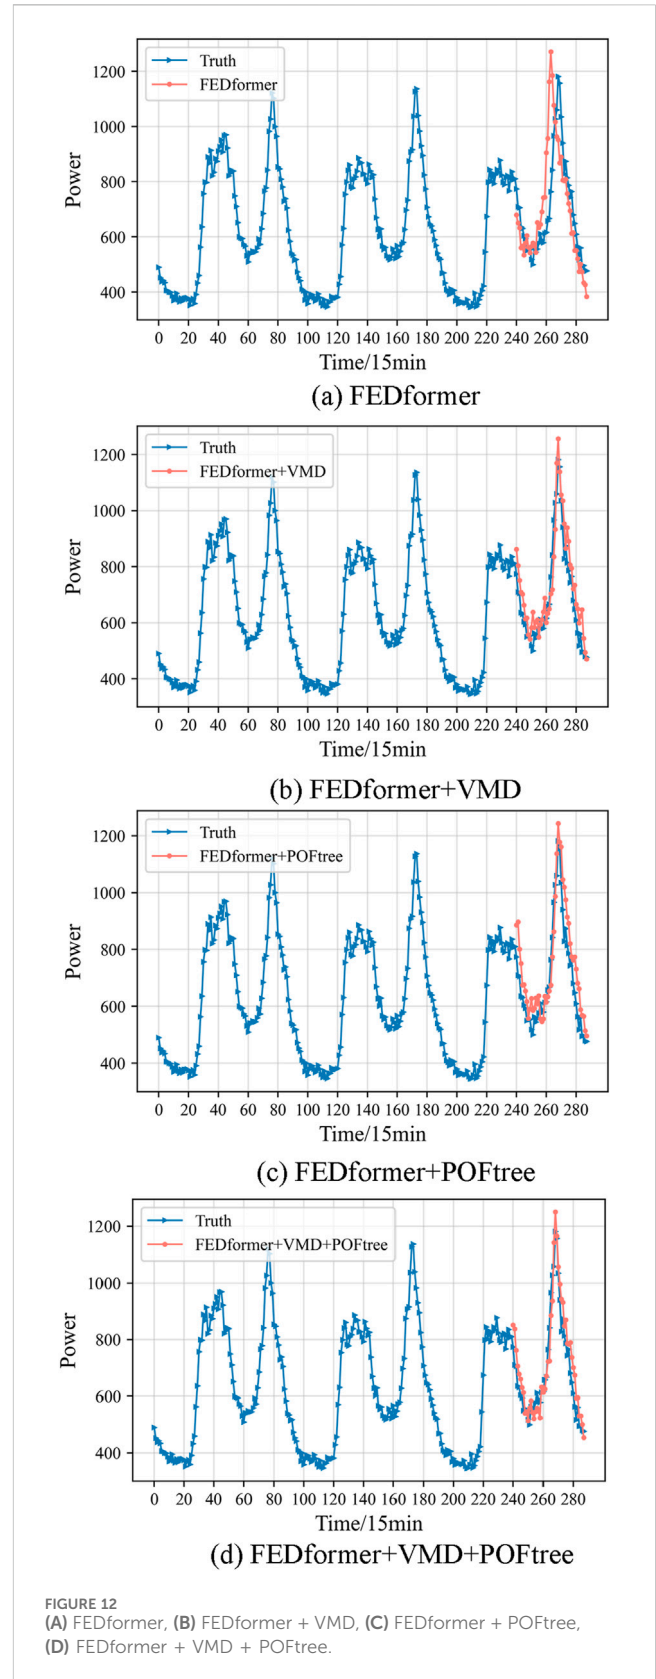 1200
1000
800
600
400
Power
Truth
FEDformer
0 20 40 60 80 100 120 140 160 180 200 220 240 260 280
Time/15min
(a) FEDformer
1200
1000
800
600
400
Power
Truth
FEDformer+VMD
0 20 40 60 80 100 120 140 160 180 200 220 240 260 280
Time/15min
(b) FEDformer+VMD
1200
1000
800
600
400
Power
Truth
FEDformer+POFtree
0 20 40 60 80 100 120 140 160 180 200 220 240 260 280
Time/15min
(c) FEDformer+POFtree
1200
1000
800
600
400
Power
Truth
FEDformer+VMD+POFtree
0 20 40 60 80 100 120 140 160 180 200 220 240 260 280
Time/15min
(d) FEDformer+VMD+POFtree
FIGURE 12
(A) FEDformer, (B) FEDformer + VMD, (C) FEDformer + POFtree,
(D) FEDformer + VMD + POFtree.